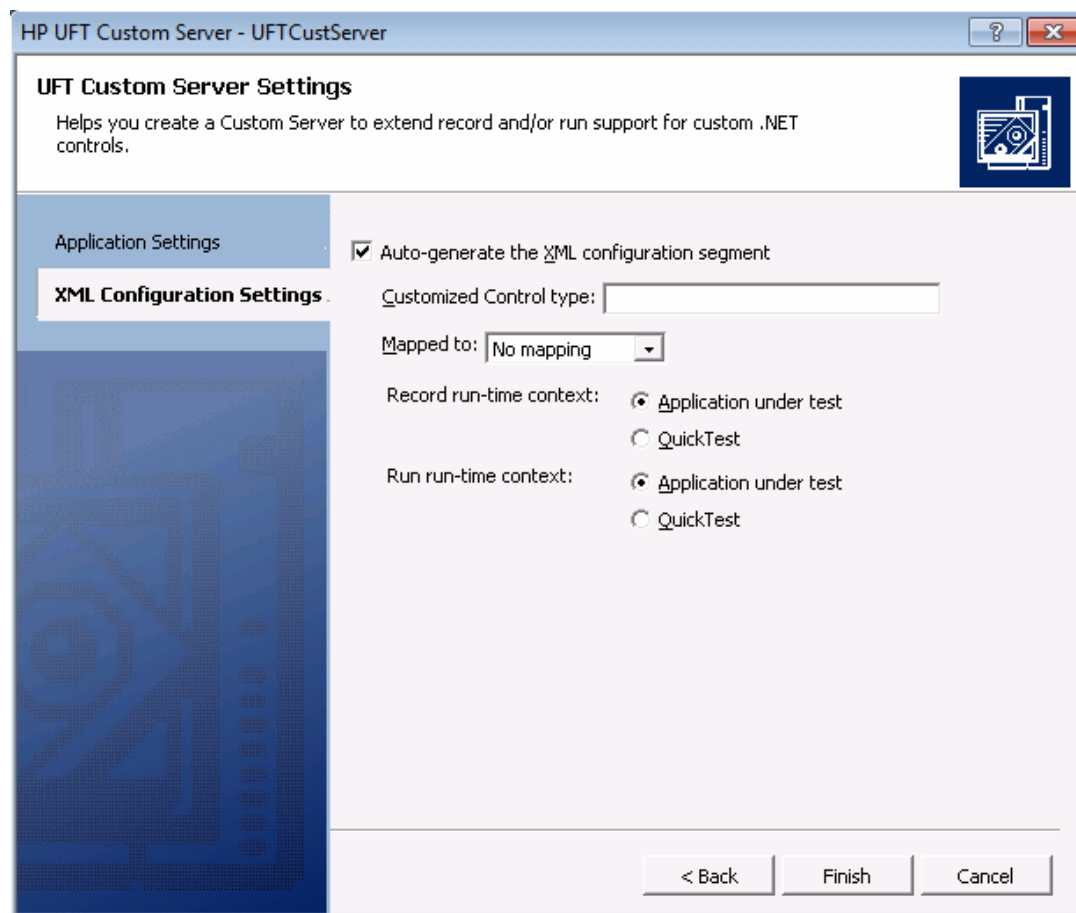 HP UFT Custom Server - UFTCustServer
UFT Custom Server Settings
Helps you create a Custom Server to extend record and/or run support for custom .NET
controls.
Application Settings
XML Configuration Settings
Auto-generate the XML configuration segment
Customized Control type:
Mapped to: No mapping
Record run-time context: Application under test
QuickTest
Run run-time context: Application under test
QuickTest
< Back Finish Cancel